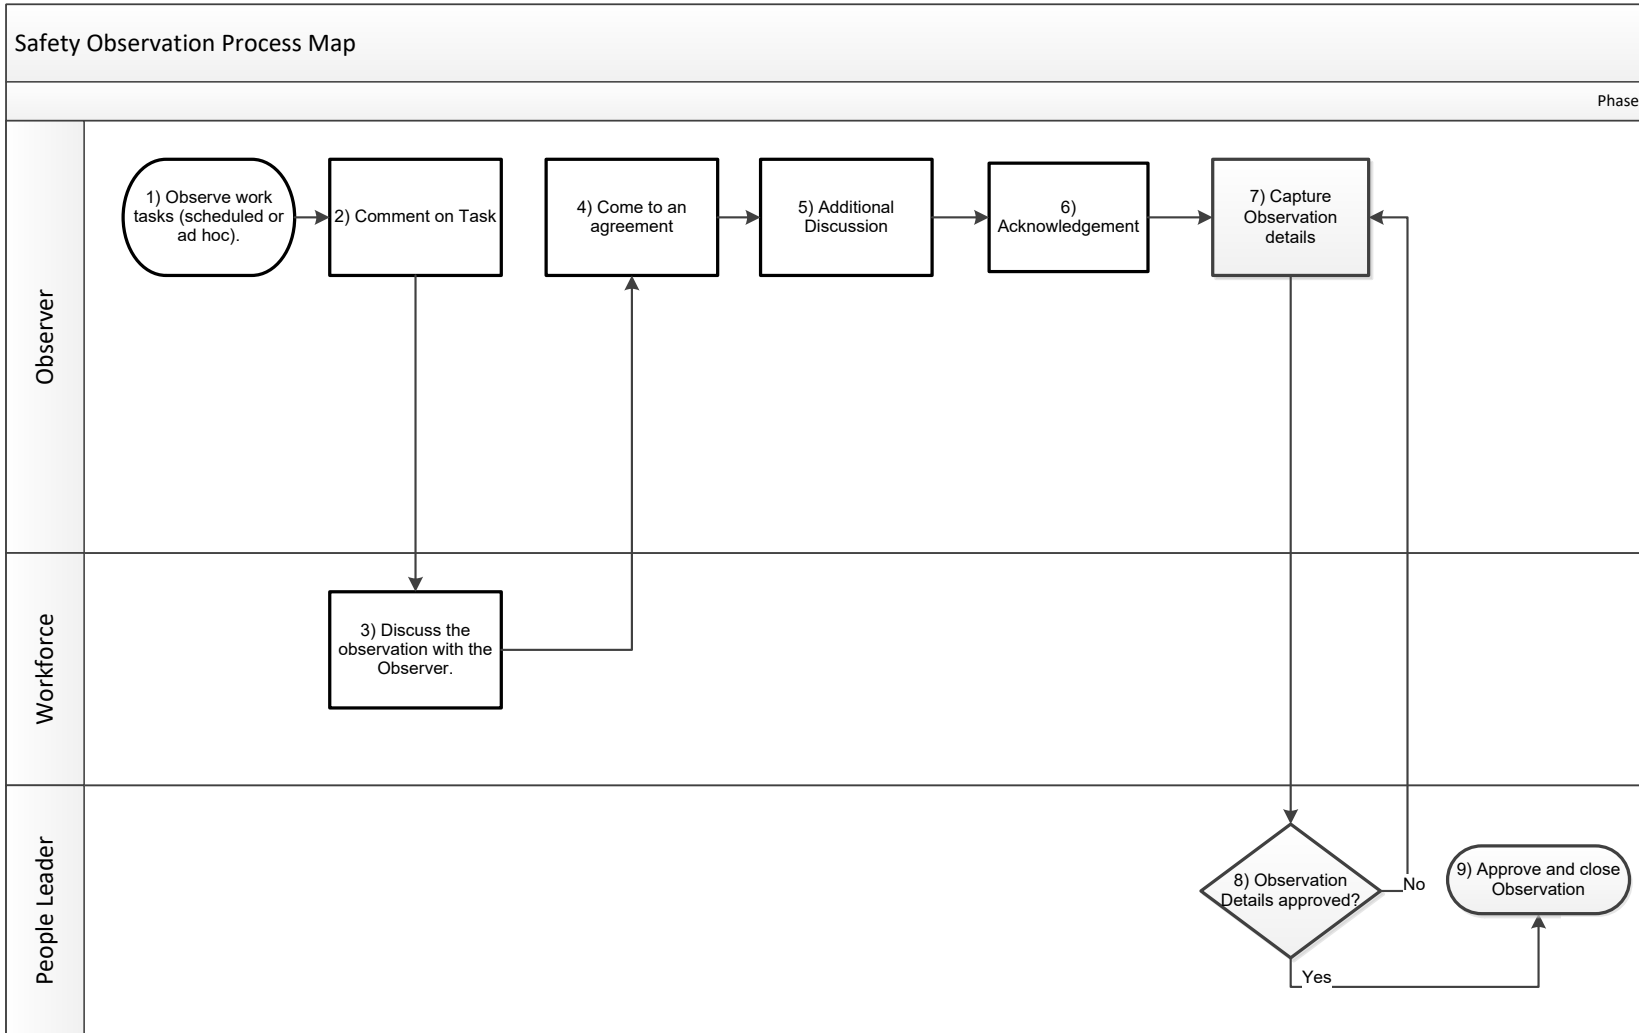 Safety Observation Process Map
Phase
Observer
1) Observe work
tasks (scheduled or
ad hoc).
2) Comment on Task
4) Come to an
agreement
5) Additional
Discussion
6)
Acknowledgement
7) Capture
Observation
details
Workforce
3) Discuss the
observation with the
Observer.
People Leader
8) Observation
Details approved?
No
Yes
9) Approve and close
Observation